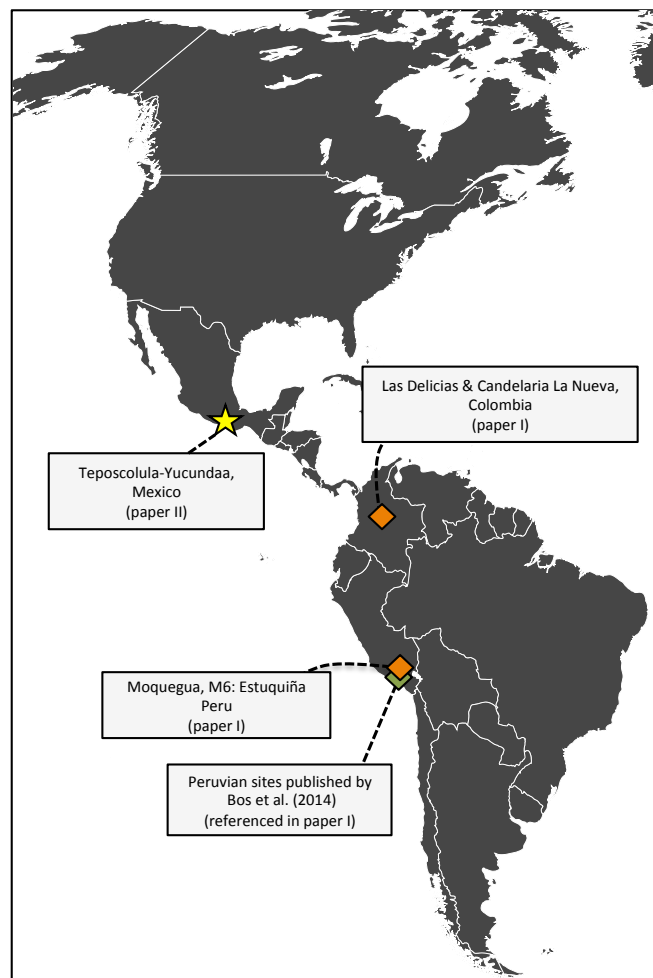 Las Delicias & Candelaria La Nueva,
Colombia
(paper I)
Teposcolula-Yucundaa,
Mexico
(paper II)
Moquegua, M6: Estuquiña
Peru
(paper I)
Peruvian sites published by
Bos et al. (2014)
(referenced in paper I)